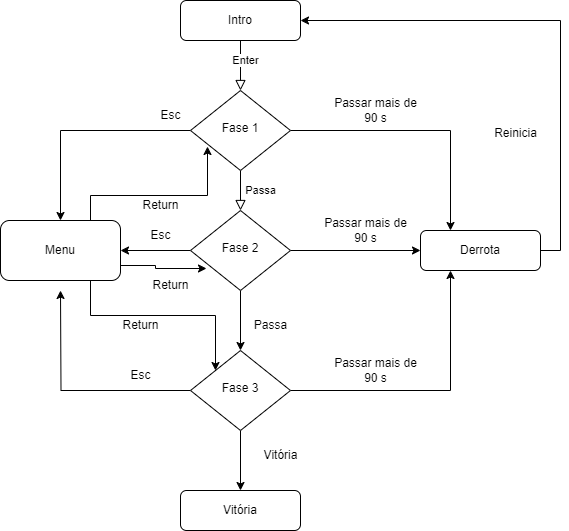 Intro
Enter
Esc
Fase 1
Passar mais de
90 s
Reinicia
Return
Passa
Menu
Esc
Fase 2
Passar mais de
90 s
Derrota
Return
Return
Passa
Esc
Fase 3
Passar mais de
90 s
Vitória
Vitória